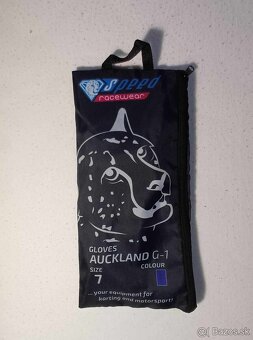 speed
racewear
GLOVES
AUCKLAND G-1
SIZE COLOUR
7
... your equipment for
karting and motorsport!
Bazos.sk